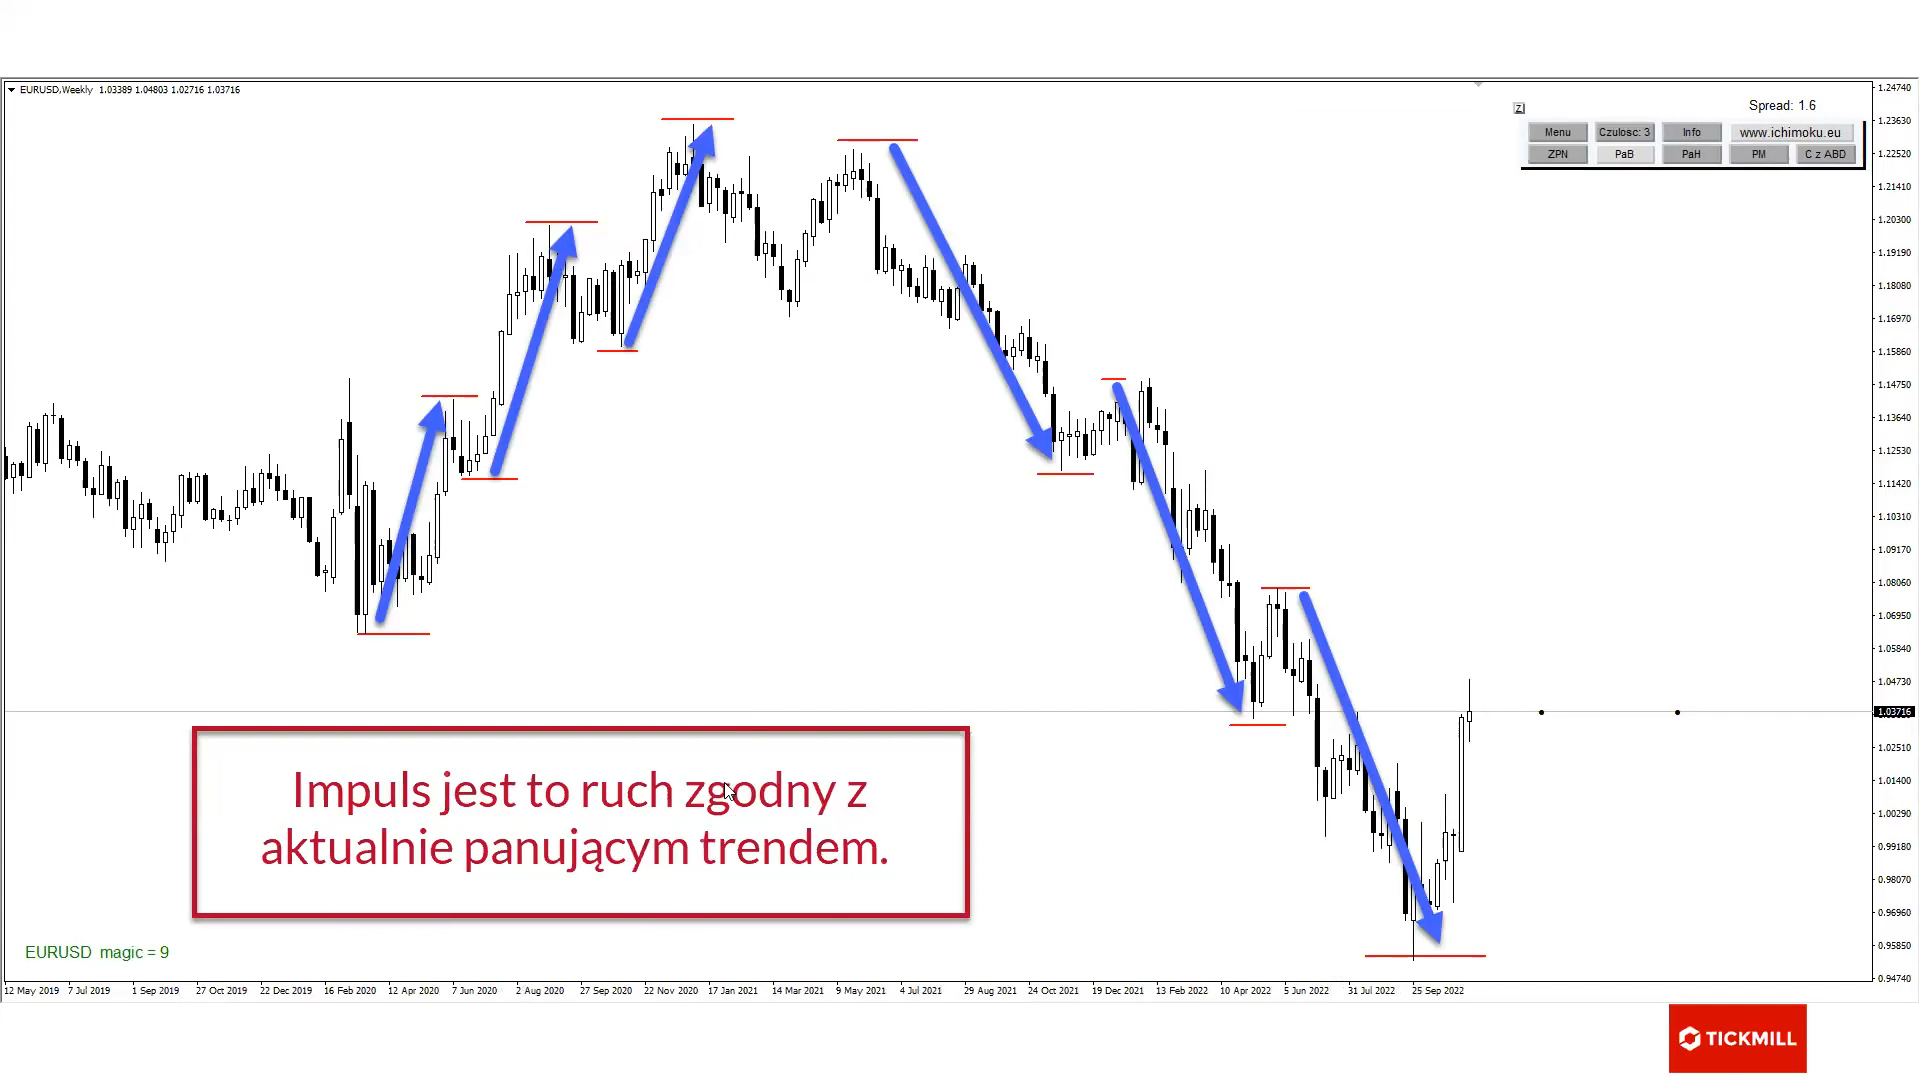 EURUSD,Weekly 1.03389 1.04803 1.02716 1.03716
Spread: 1.6
Z
Menu Czulosc: 3 Info www.ichimoku.eu
ZPN PaB PaH PM C z ABD
1.24740
1.23630
1.22520
1.21410
1.20300
1.19190
1.18080
1.16970
1.15860
1.14750
1.13640
1.12530
1.11420
1.10310
1.09170
1.08060
1.06950
1.05840
1.04730
1.03716
1.02510
1.01400
1.00290
0.99180
0.98070
0.96960
0.95850
0.94740
Impuls jest to ruch zgodny z
aktualnie panującym trendem.
EURUSD magic = 9
12 May 2019 7 Jul 2019 1 Sep 2019 27 Oct 2019 22 Dec 2019 16 Feb 2020 12 Apr 2020 7 Jun 2020 2 Aug 2020 27 Sep 2020 22 Nov 2020 17 Jan 2021 14 Mar 2021 9 May 2021 4 Jul 2021 29 Aug 2021 24 Oct 2021 19 Dec 2021 13 Feb 2022 10 Apr 2022 5 Jun 2022 31 Jul 2022 25 Sep 2022
TICKMILL